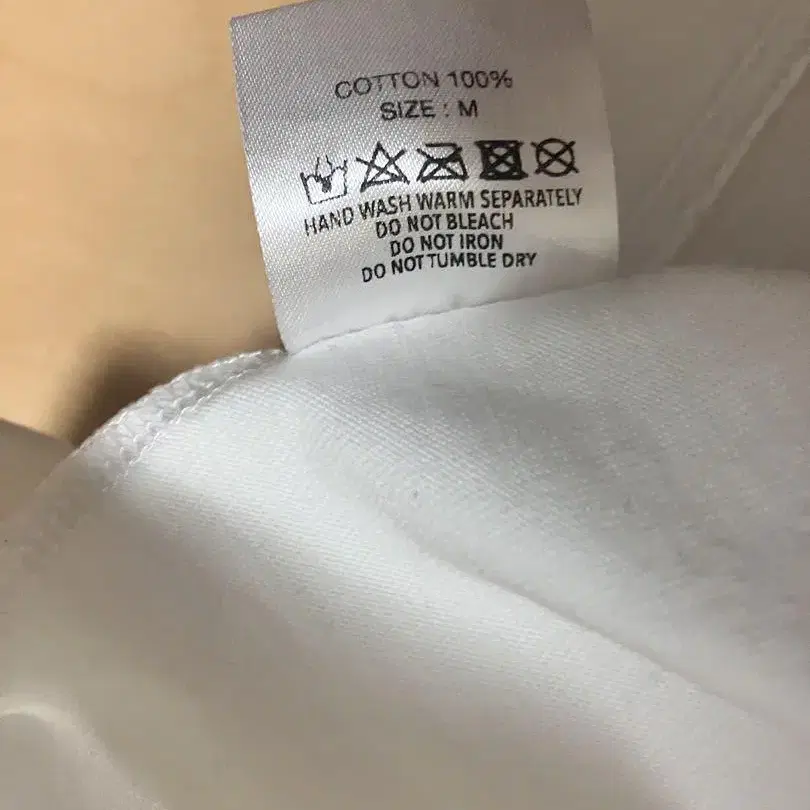 COTTON 100%
SIZE : M
HAND WASH WARM SEPARATELY
DO NOT BLEACH
DO NOT IRON
DO NOT TUMBLE DRY